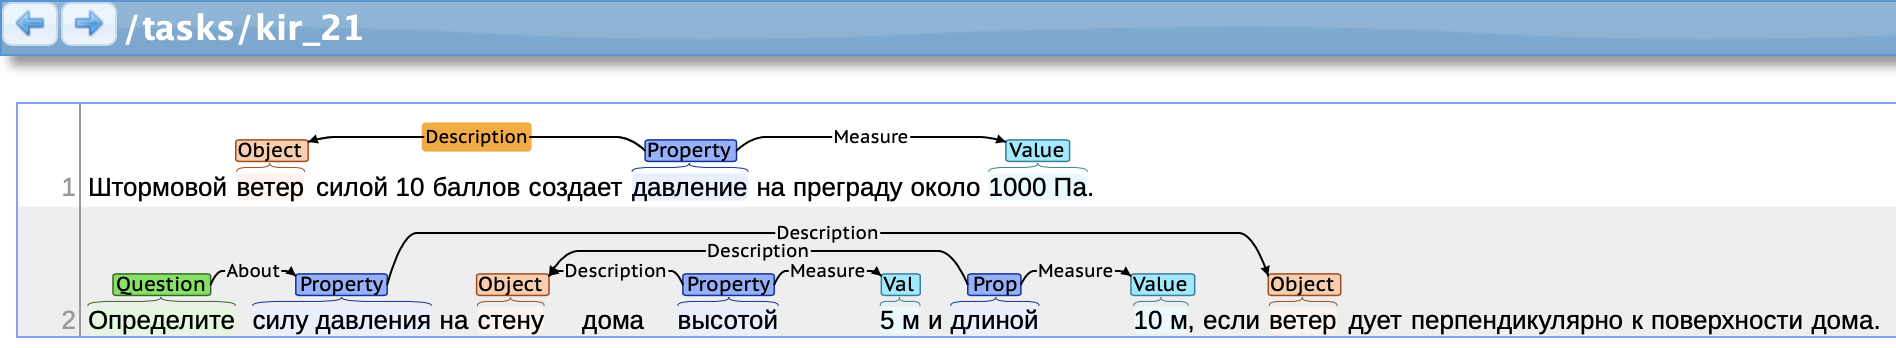 /tasks/kir_21
Description
Object Property Measure Value
1 Штормовой ветер силой 10 баллов создает давление на преграду около 1000 Па.
Description
Description
Question About Property Object Description Property Measure Val Prop Measure Value Object
2 Определите силу давления на стену дома высотой 5 м и длиной 10 м, если ветер дует перпендикулярно к поверхности дома.